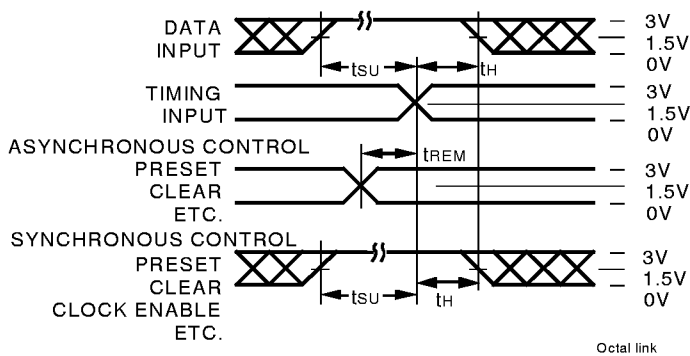 DATA INPUT
3V
1.5V
0V
tSU
tH
TIMING INPUT
3V
1.5V
0V
ASYNCHRONOUS CONTROL
PRESET
CLEAR
ETC.
tREM
3V
1.5V
0V
SYNCHRONOUS CONTROL
PRESET
CLEAR
CLOCK ENABLE
ETC.
tSU
tH
3V
1.5V
0V
Octal link